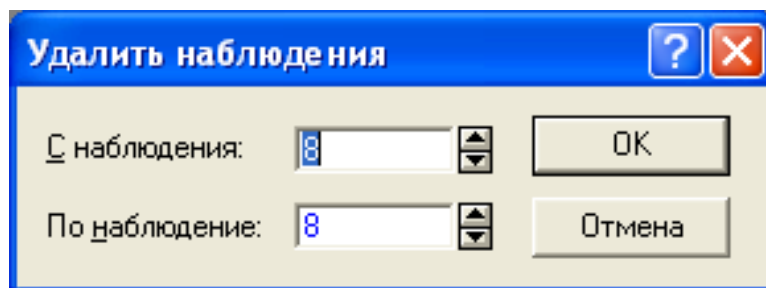 Удалить наблюдения
С наблюдения: 8 OK
По наблюдение: 8 Отмена